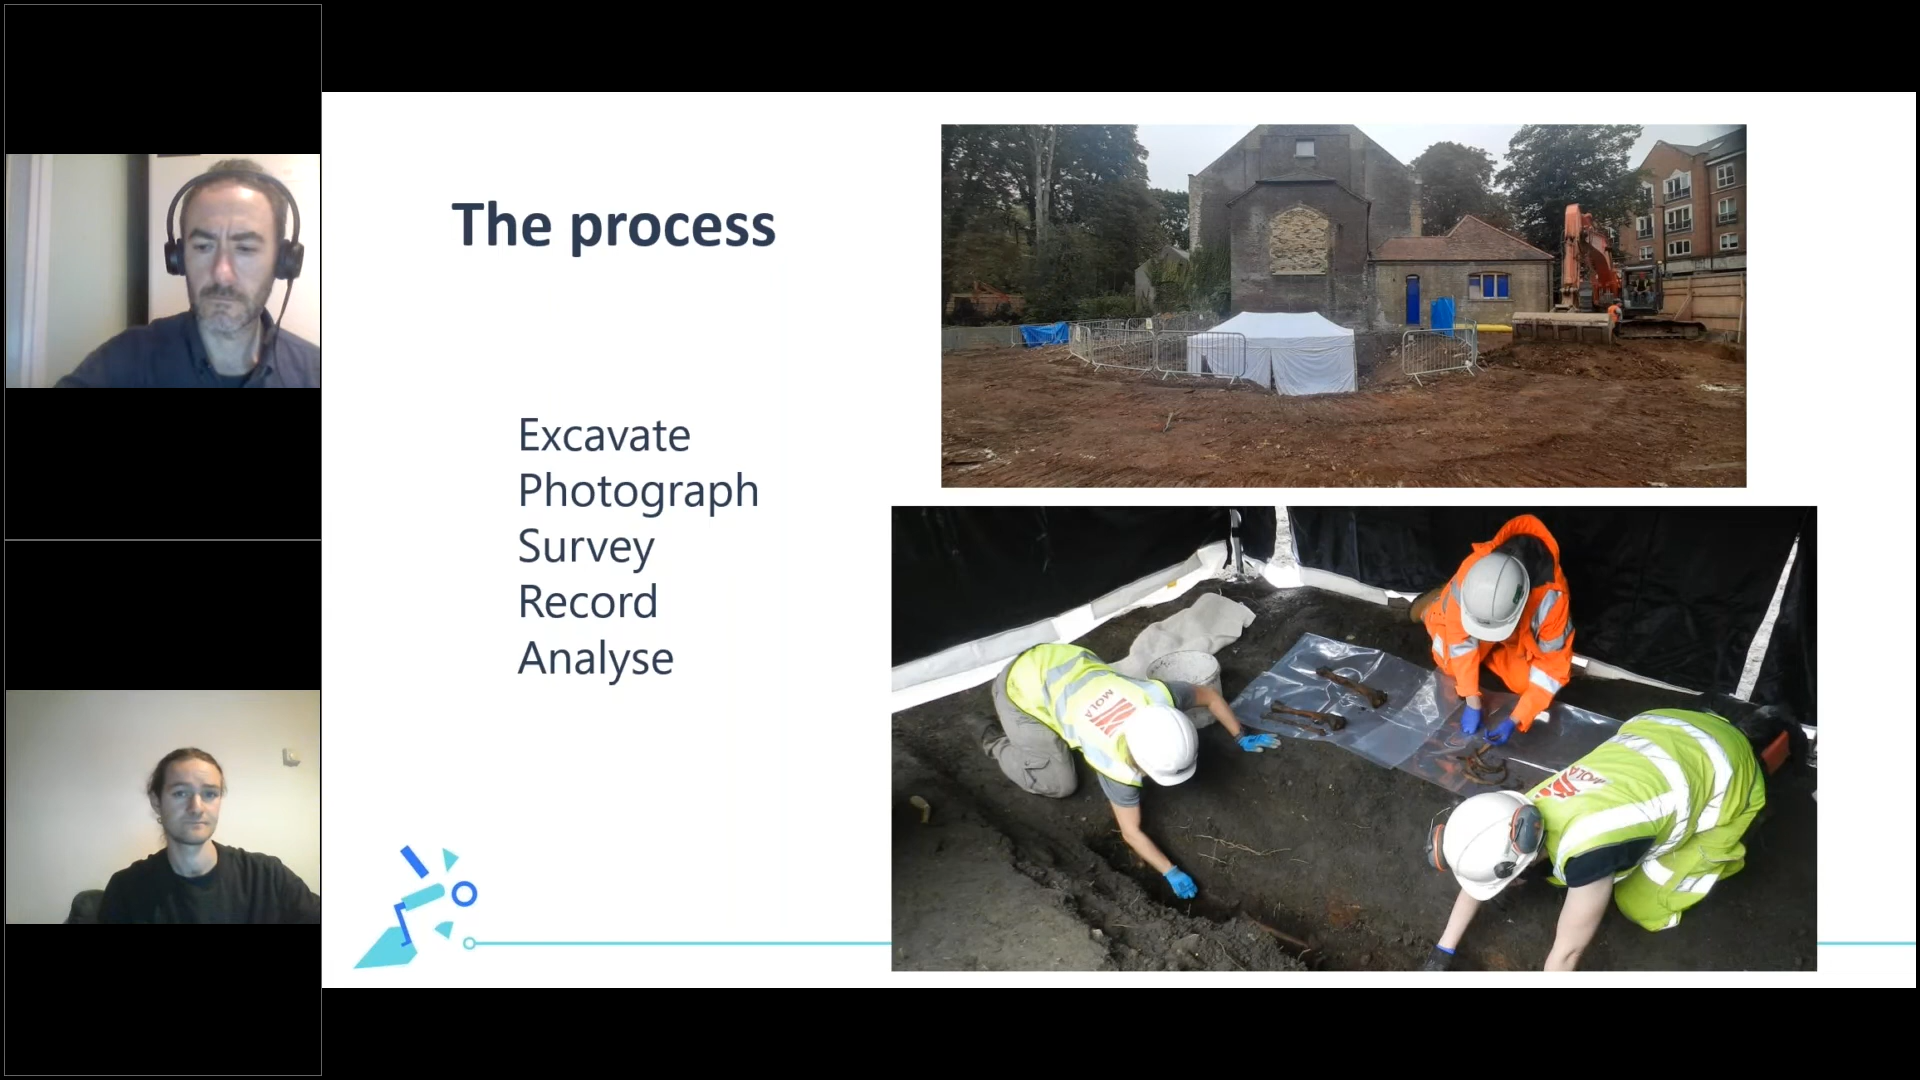 The process
Excavate
Photograph
Survey
Record
Analyse
MOLA
MOLA